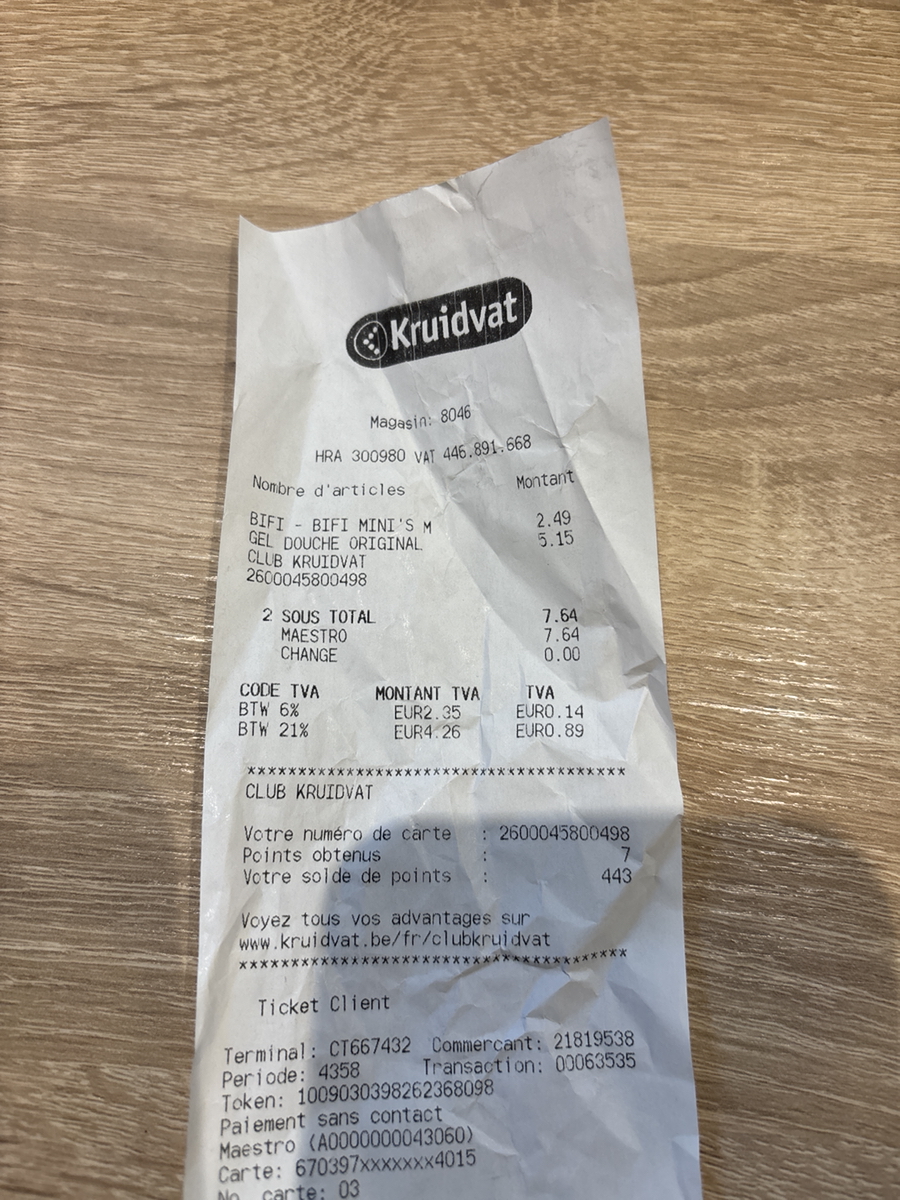 Kruidvat
Magasin: 8046
HRA 300980 VAT 446.891.668
Nombre d'articles Montant
BIFI - BIFI MINI'S M 2.49
GEL DOUCHE ORIGINAL 5.15
CLUB KRUIDVAT
2600045800498
2 SOUS TOTAL 7.64
MAESTRO 7.64
CHANGE 0.00
CODE TVA MONTANT TVA TVA
BTW 6% EUR2.35 EUR0.14
BTW 21% EUR4.26 EUR0.89
*************************************
CLUB KRUIDVAT
Votre numéro de carte : 2600045800498
Points obtenus : 7
Votre solde de points : 443
Voyez tous vos advantages sur
www.kruidvat.be/fr/clubkruidvat
*************************************
Ticket Client
Terminal: CT667432 Commercant: 21819538
Periode: 4358 Transaction: 00063535
Token: 1009030398262368098
Paiement sans contact
Maestro (A0000000043060)
Carte: 670397xxxxxxx4015
No. carte: 03